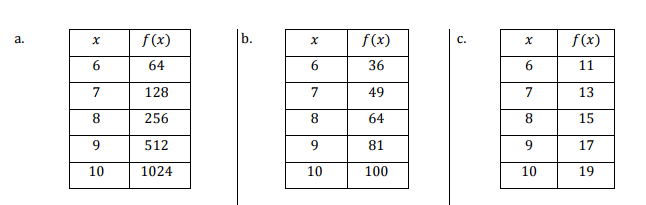 a. x f(x) b. x f(x) c. x f(x)
6 64 6 36 6 11
7 128 7 49 7 13
8 256 8 64 8 15
9 512 9 81 9 17
10 1024 10 100 10 19